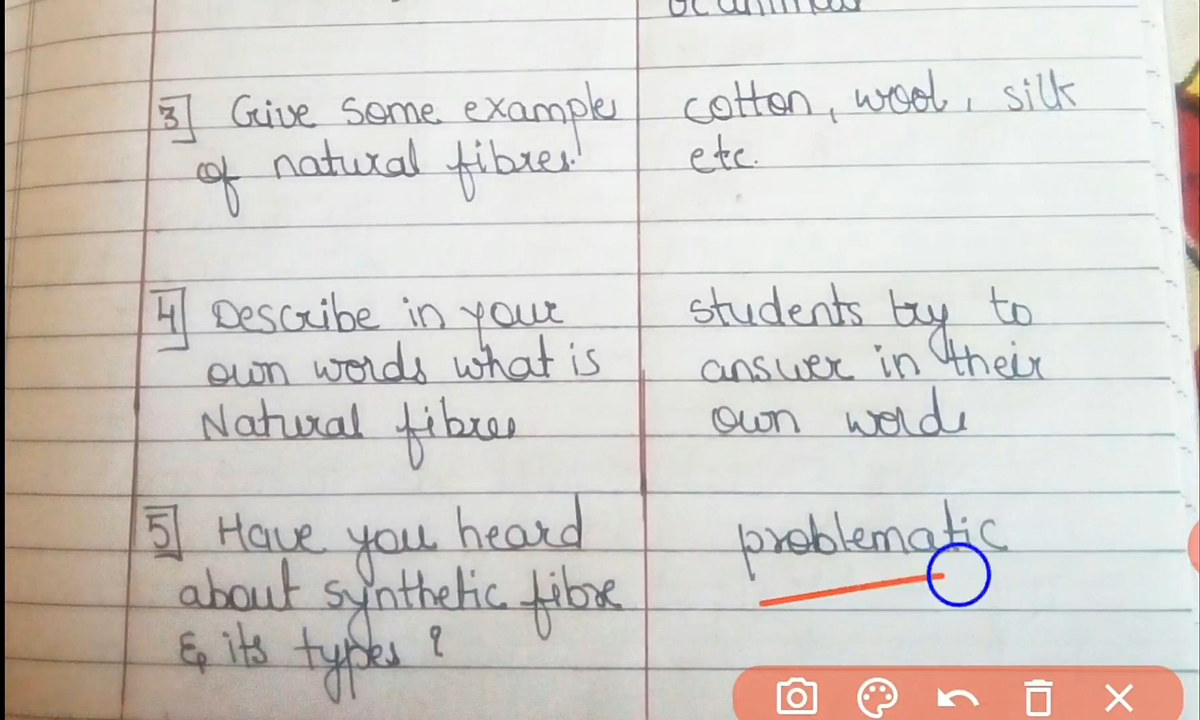 or animals
3] Give some example
of natural fibres!
cotton, wool, silk
etc.
4] Describe in your
own words what is
Natural fibres
students try to
answer in their
own words
5] Have you heard
about synthetic fibre
& its types ?
problematic